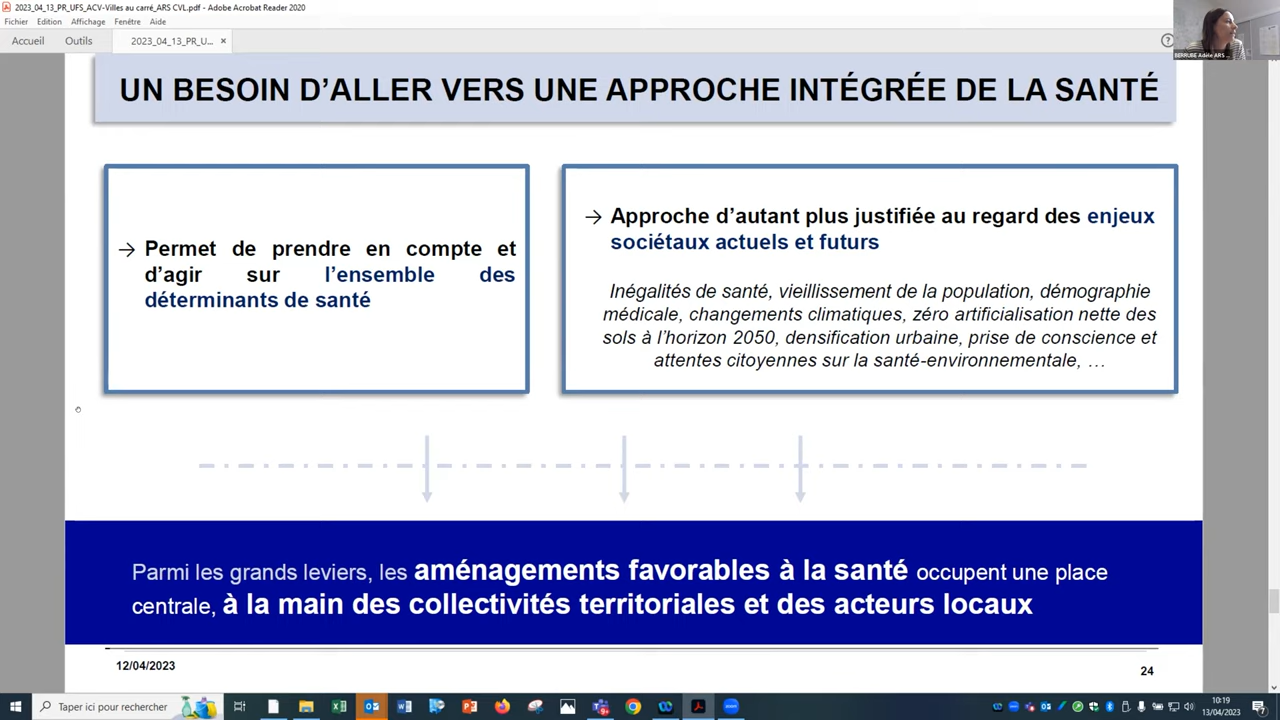 2023_04_13_PR_UFS_ACV-Villes au carré_ARS CVL.pdf - Adobe Acrobat Reader 2020
Fichier Edition Affichage Fenêtre Aide
Accueil Outils 2023_04_13_PR_U... ×
BERRUBE Adèle ARS ...
UN BESOIN D’ALLER VERS UNE APPROCHE INTÉGRÉE DE LA SANTÉ
→ Permet de prendre en compte et
d’agir sur l’ensemble des
déterminants de santé
→ Approche d’autant plus justifiée au regard des enjeux
sociétaux actuels et futurs
Inégalités de santé, vieillissement de la population, démographie
médicale, changements climatiques, zéro artificialisation nette des
sols à l’horizon 2050, densification urbaine, prise de conscience et
attentes citoyennes sur la santé-environnementale, …
Parmi les grands leviers, les aménagements favorables à la santé occupent une place
centrale, à la main des collectivités territoriales et des acteurs locaux
12/04/2023
24
Taper ici pour rechercher
10:19
13/04/2023